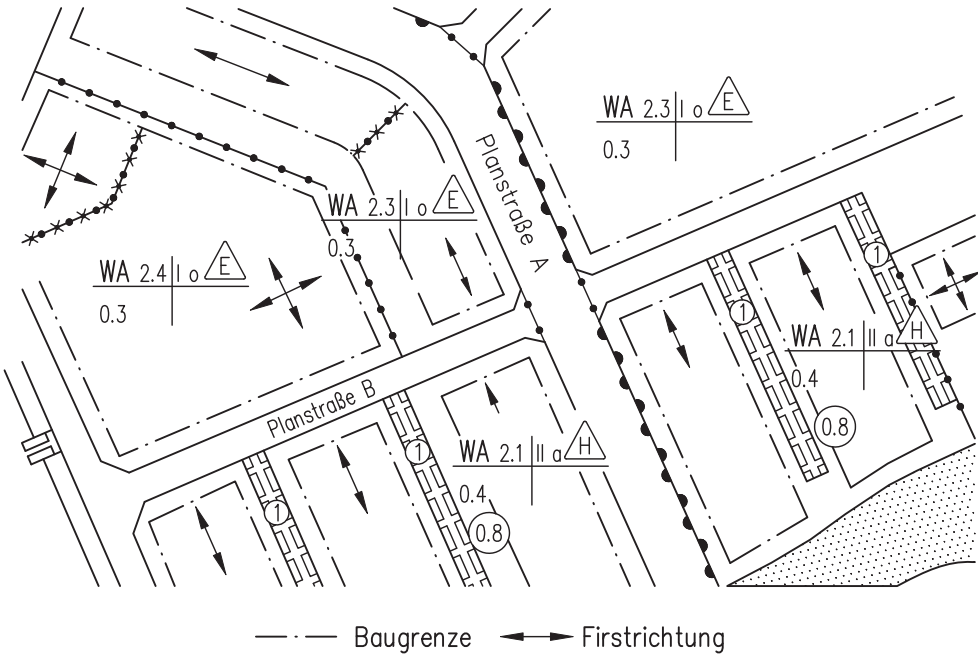 WA 2.3 I o E
0.3
Planstraße A
WA 2.3 I o E
0.3
WA 2.4 I o E
0.3
1
1
WA 2.1 II a H
0.4
0.8
Planstraße B
1
1
WA 2.1 II a H
0.4
0.8
Baugrenze Firstrichtung